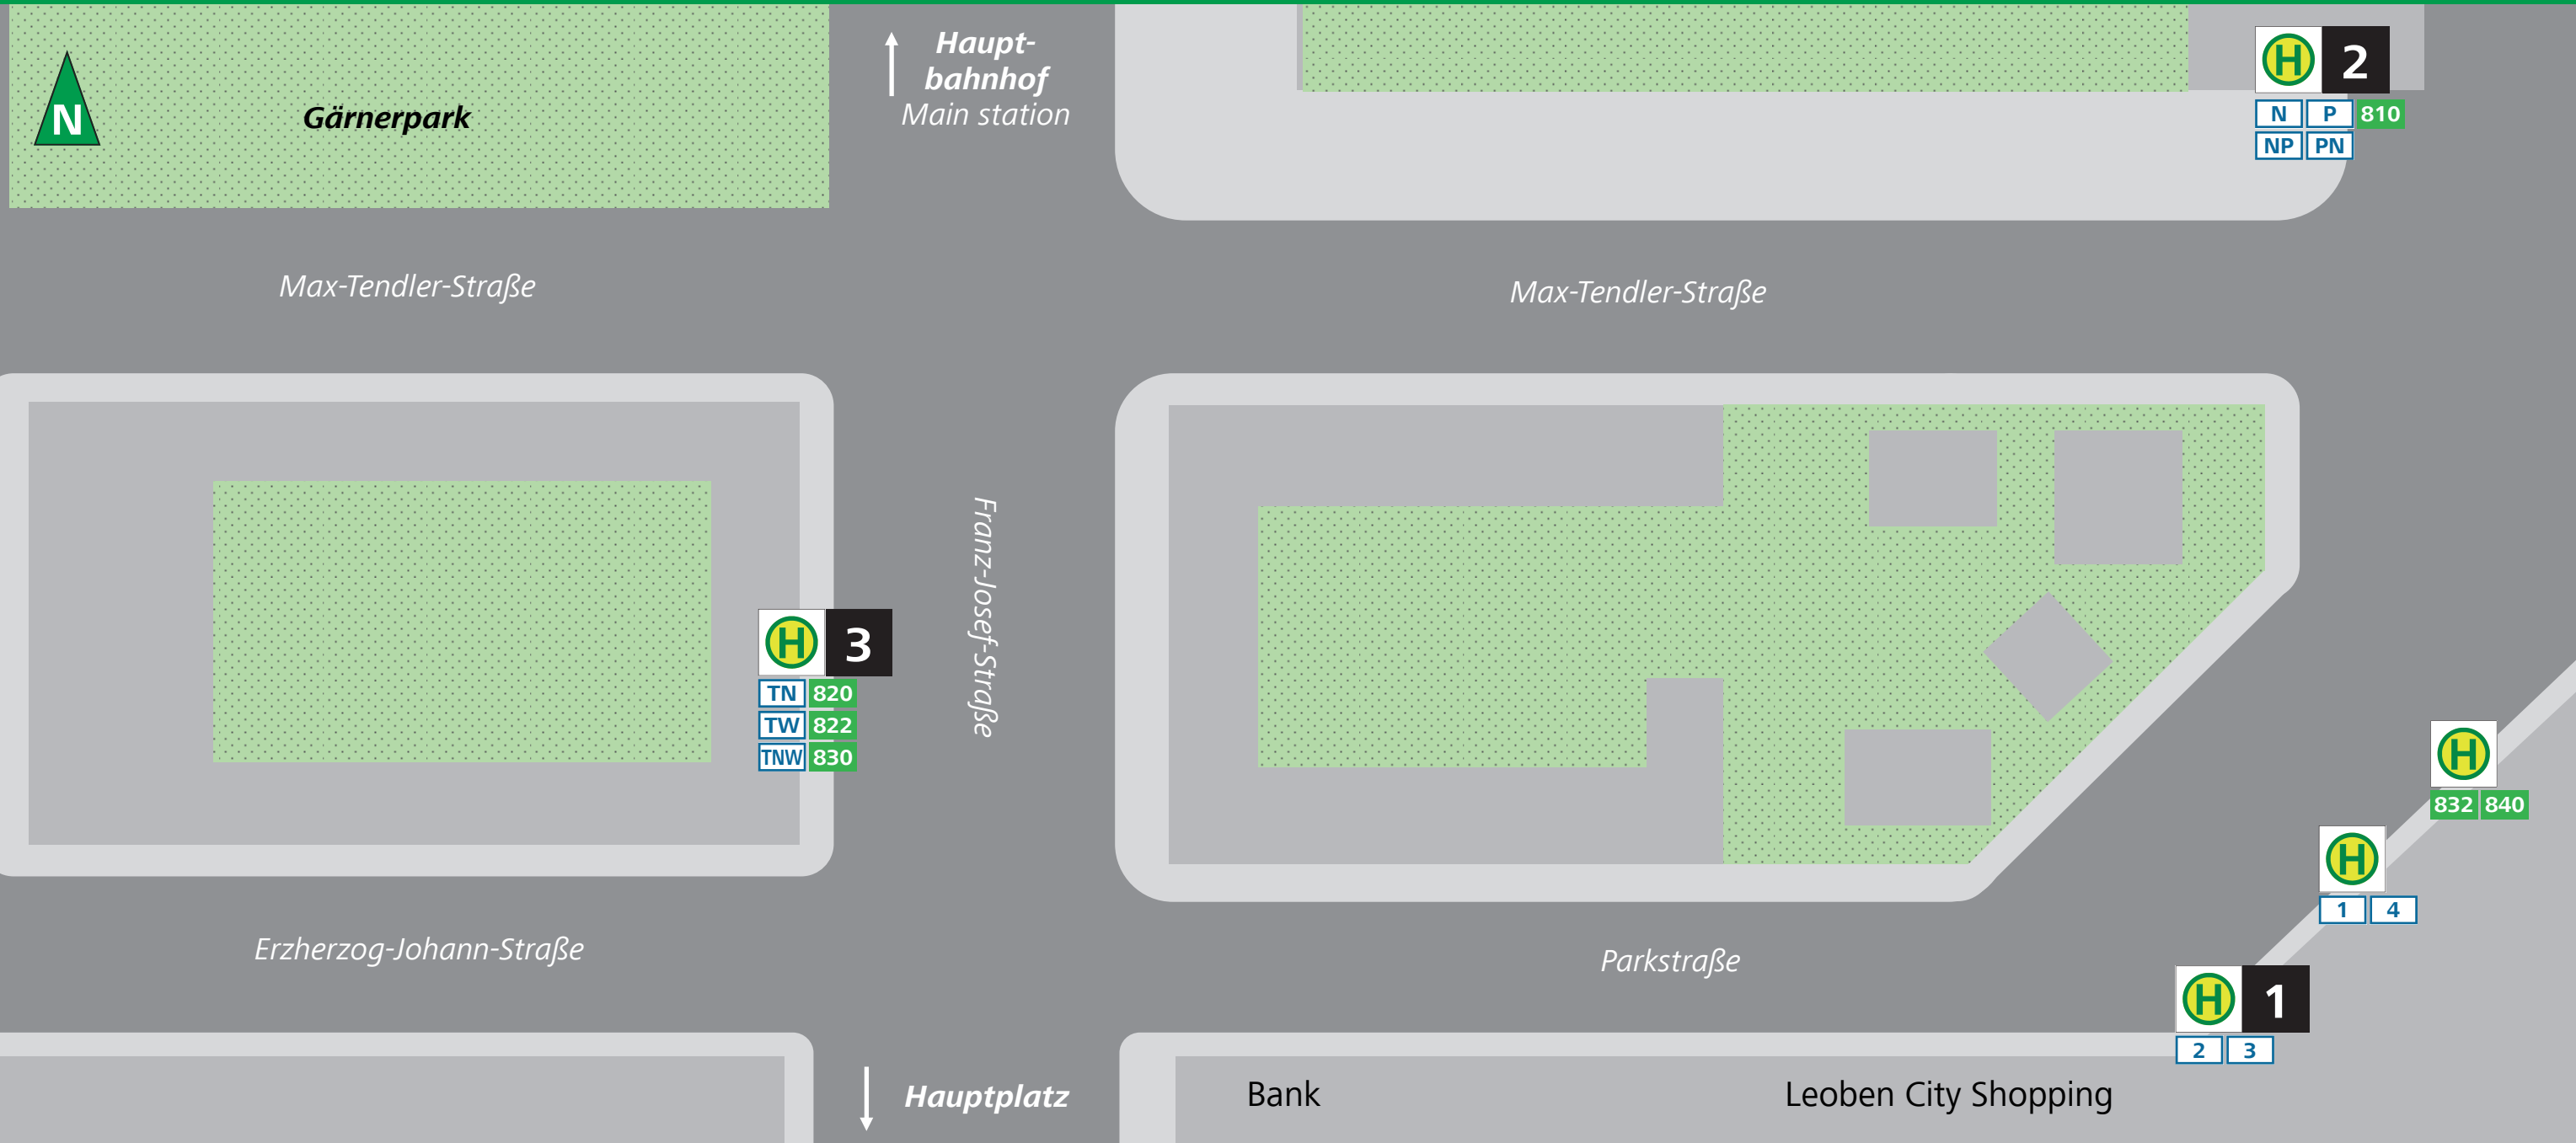 N
Gärnerpark
Haupt-
bahnhof
Main station
H 2
N P 810
NP PN
Max-Tendler-Straße
Max-Tendler-Straße
Franz-Josef-Straße
H 3
TN 820
TW 822
TNW 830
H
832 840
H
1 4
Erzherzog-Johann-Straße
Parkstraße
H 1
2 3
Hauptplatz
Bank
Leoben City Shopping